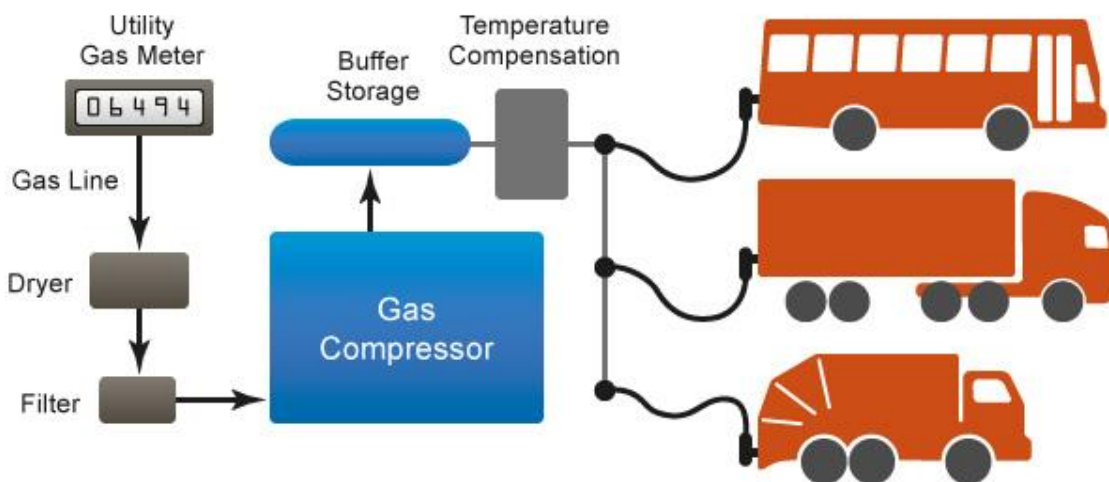 Utility
Gas Meter
06494
Gas Line
Dryer
Filter
Gas
Compressor
Buffer
Storage
Temperature
Compensation